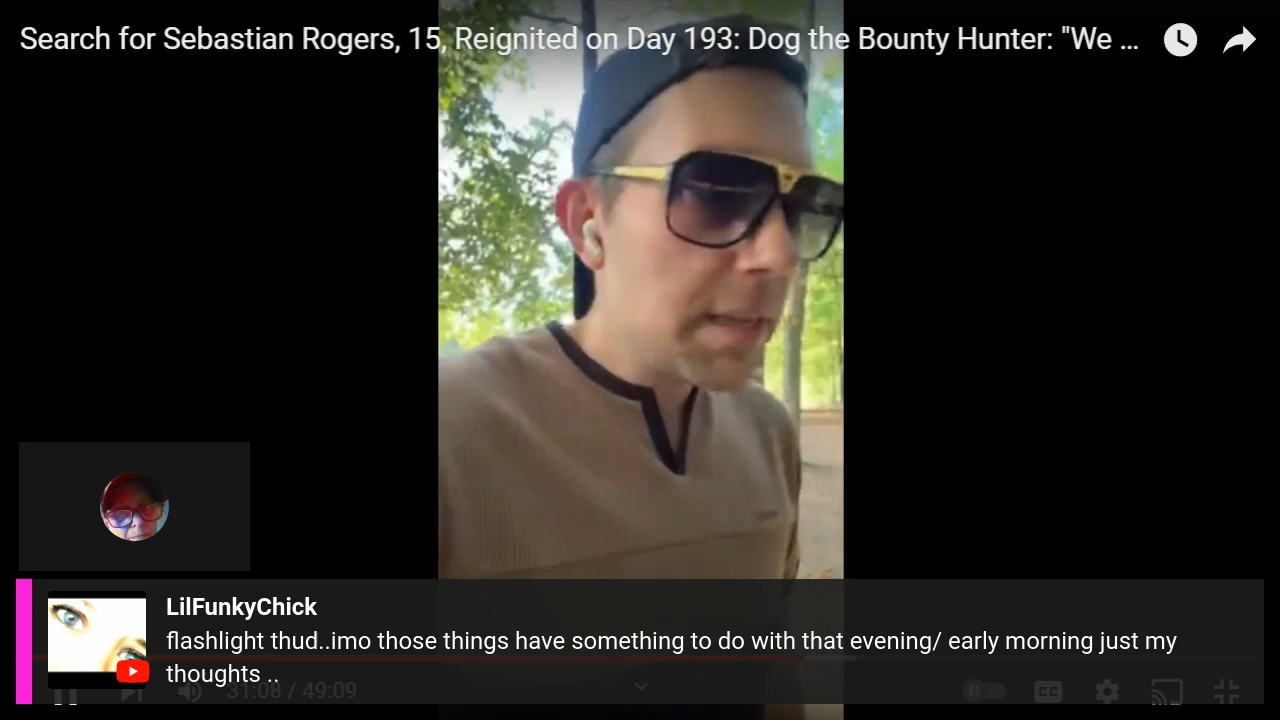 Search for Sebastian Rogers, 15, Reignited on Day 193: Dog the Bounty Hunter: "We ...
LilFunkyChick
flashlight thud..imo those things have something to do with that evening/ early morning just my
thoughts ..
31:08 / 49:09
CC